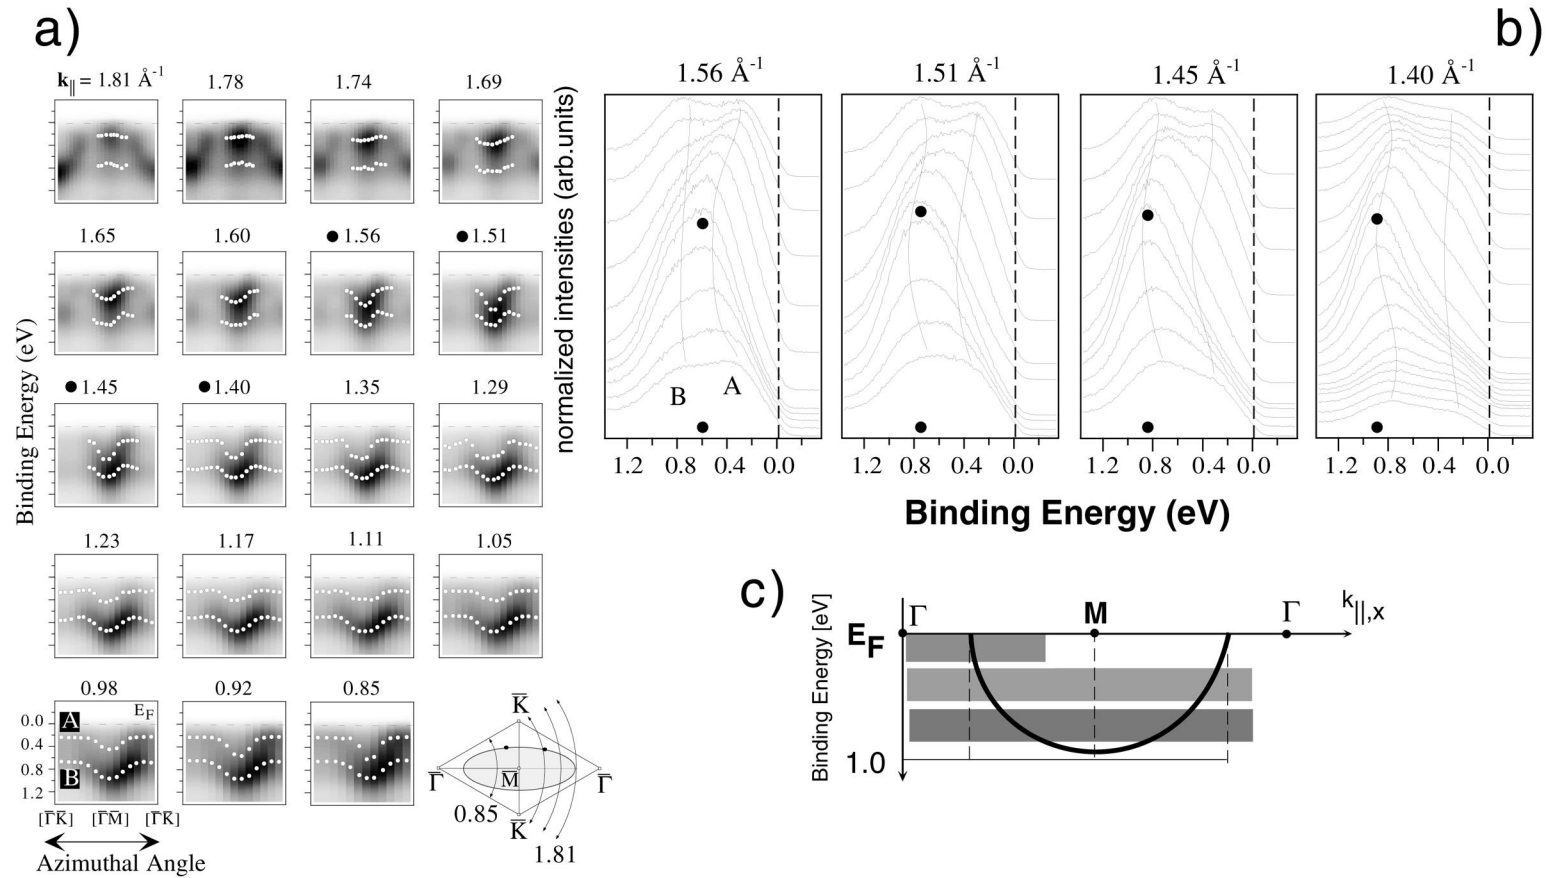 a)
k|| = 1.81 Å-1
1.78
1.74
1.69
1.65
1.60
● 1.56
● 1.51
● 1.45
● 1.40
1.35
1.29
1.23
1.17
1.11
1.05
0.98
0.92
0.85
Binding Energy (eV)
A
EF
B
0.0
0.4
0.8
1.2
[Γ̅K̅]
[Γ̅M̅]
[Γ̅K̅]
Azimuthal Angle
K̅
Γ̅
M̅
Γ̅
0.85
K̅
1.81
b)
1.56 Å-1
1.51 Å-1
1.45 Å-1
1.40 Å-1
normalized intensities (arb.units)
B
A
1.2 0.8 0.4 0.0
1.2 0.8 0.4 0.0
1.2 0.8 0.4 0.0
1.2 0.8 0.4 0.0
Binding Energy (eV)
c)
Binding Energy [eV]
Γ
M
Γ
k||,x
EF
1.0